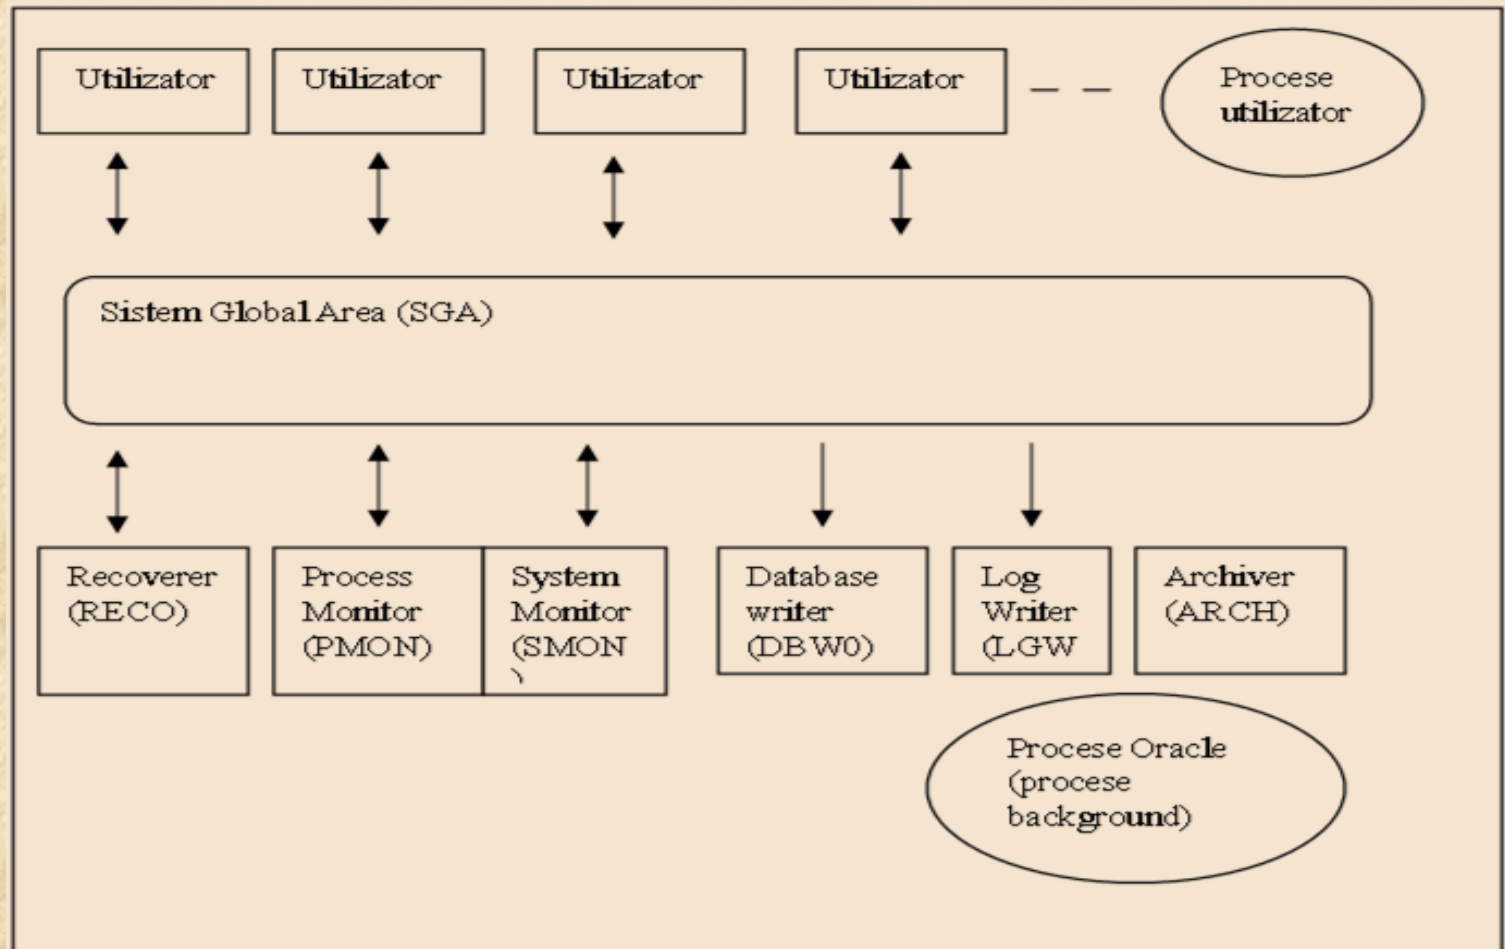 Utilizator
Utilizator
Utilizator
Utilizator
Procese
utilizator
Sistem Global Area (SGA)
Recoverer
(RECO)
Process
Monitor
(PMON)
System
Monitor
(SMON
)
Database
writer
(DBW0)
Log
Writer
(LGW
Archiver
(ARCH)
Procese Oracle
(procese
background)